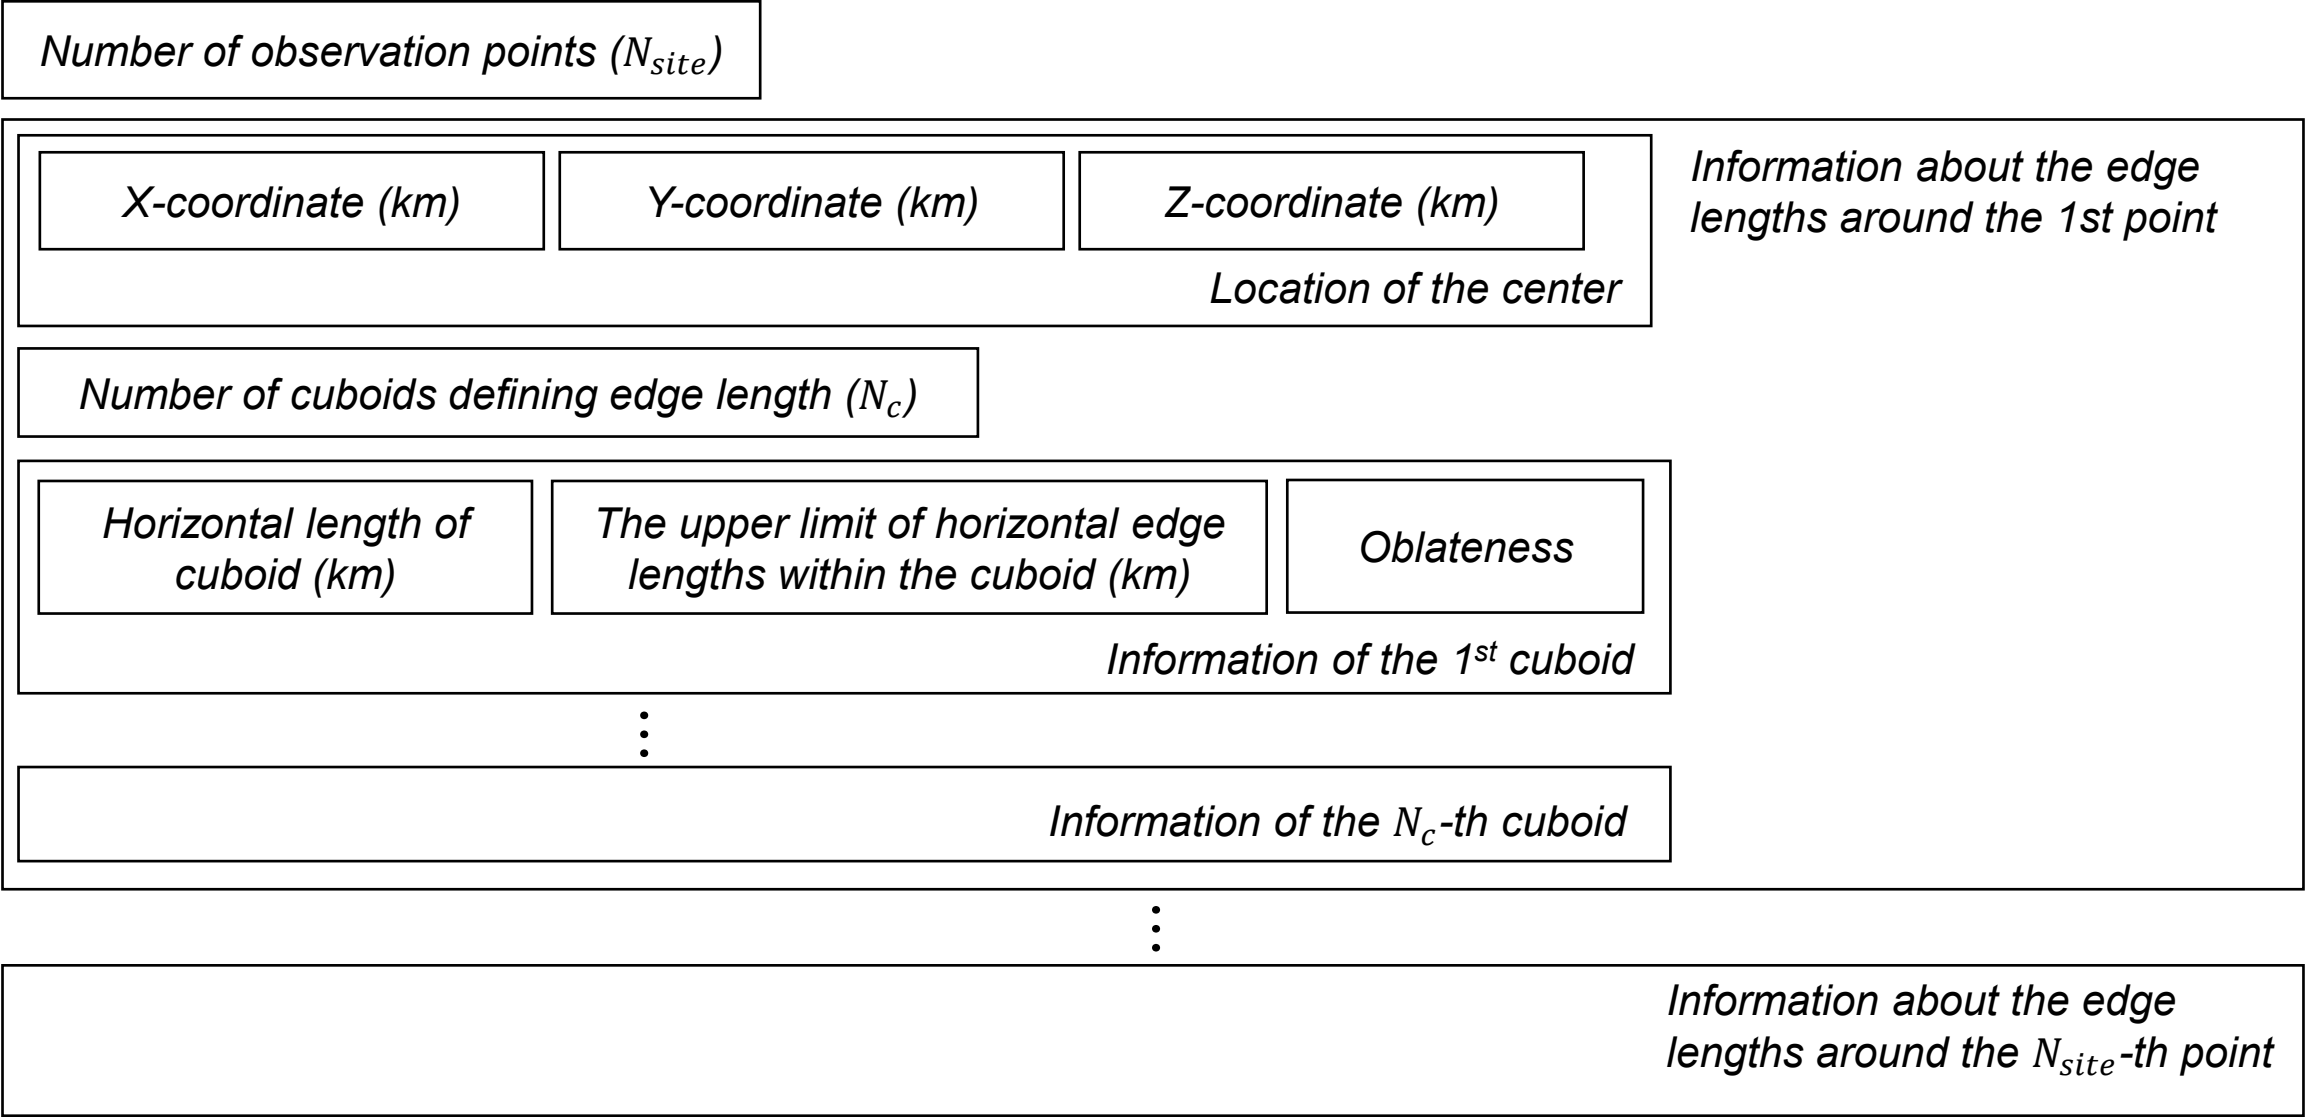 Number of observation points (N_site)
X-coordinate (km)
Y-coordinate (km)
Z-coordinate (km)
Location of the center
Information about the edge
lengths around the 1st point
Number of cuboids defining edge length (N_c)
Horizontal length of
cuboid (km)
The upper limit of horizontal edge
lengths within the cuboid (km)
Oblateness
Information of the 1st cuboid
Information of the N_c-th cuboid
Information about the edge
lengths around the N_site-th point